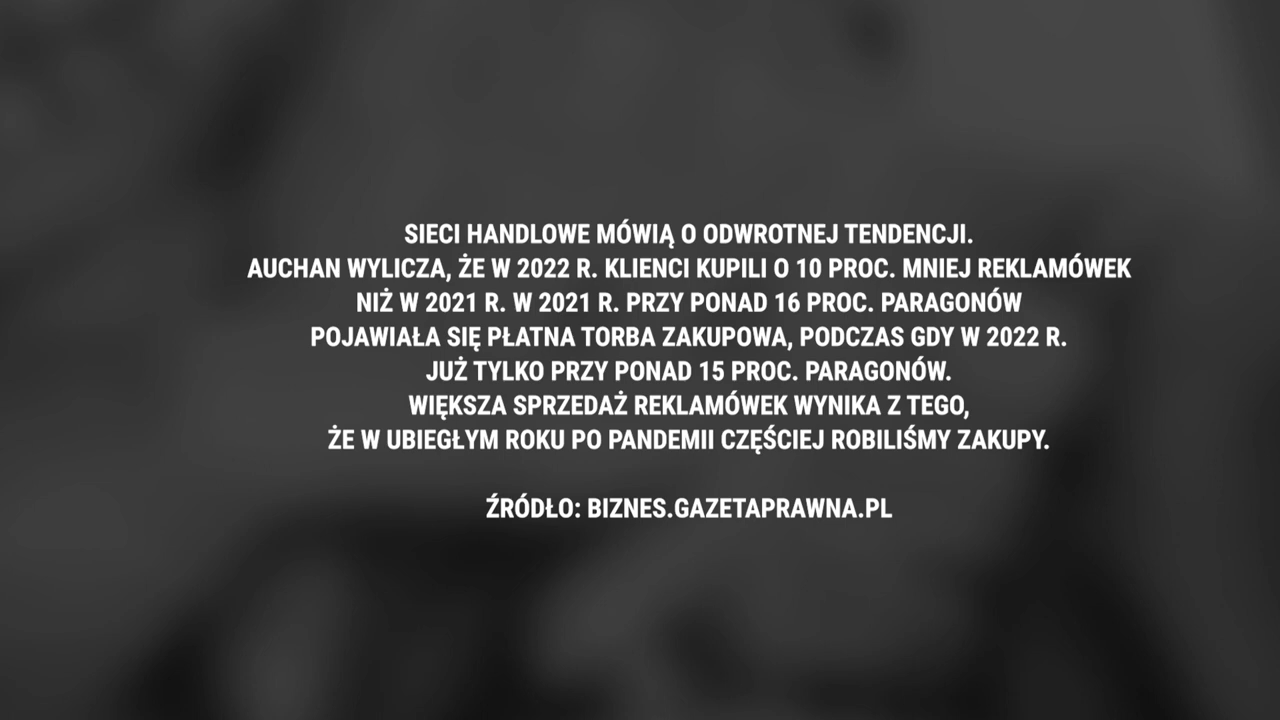 SIECI HANDLOWE MÓWIĄ O ODWROTNEJ TENDENCJI.
AUCHAN WYLICZA, ŻE W 2022 R. KLIENCI KUPILI O 10 PROC. MNIEJ REKLAMÓWEK
NIŻ W 2021 R. W 2021 R. PRZY PONAD 16 PROC. PARAGONÓW
POJAWIAŁA SIĘ PŁATNA TORBA ZAKUPOWA, PODCZAS GDY W 2022 R.
JUŻ TYLKO PRZY PONAD 15 PROC. PARAGONÓW.
WIĘKSZA SPRZEDAŻ REKLAMÓWEK WYNIKA Z TEGO,
ŻE W UBIEGŁYM ROKU PO PANDEMII CZĘŚCIEJ ROBILIŚMY ZAKUPY.
ŹRÓDŁO: BIZNES.GAZETAPRAWNA.PL